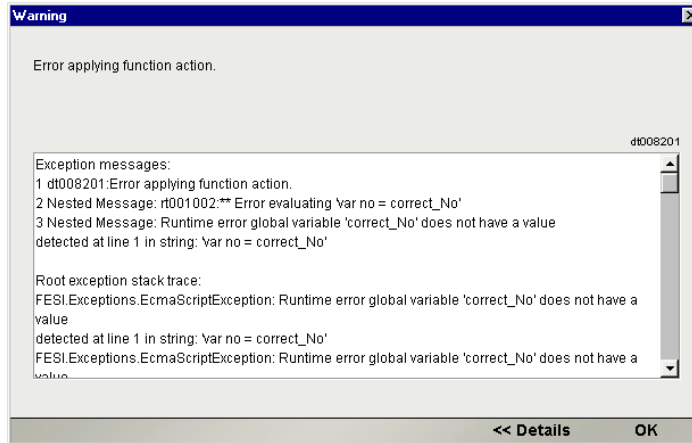 Warning
Error applying function action.
dt008201
Exception messages:
1 dt008201:Error applying function action.
2 Nested Message: rt001002:** Error evaluating 'var no = correct_No'
3 Nested Message: Runtime error global variable 'correct_No' does not have a value
detected at line 1 in string: 'var no = correct_No'
Root exception stack trace:
FESI.Exceptions.EcmaScriptException: Runtime error global variable 'correct_No' does not have a
value
detected at line 1 in string: 'var no = correct_No'
FESI.Exceptions.EcmaScriptException: Runtime error global variable 'correct_No' does not have a
value
<< Details
OK